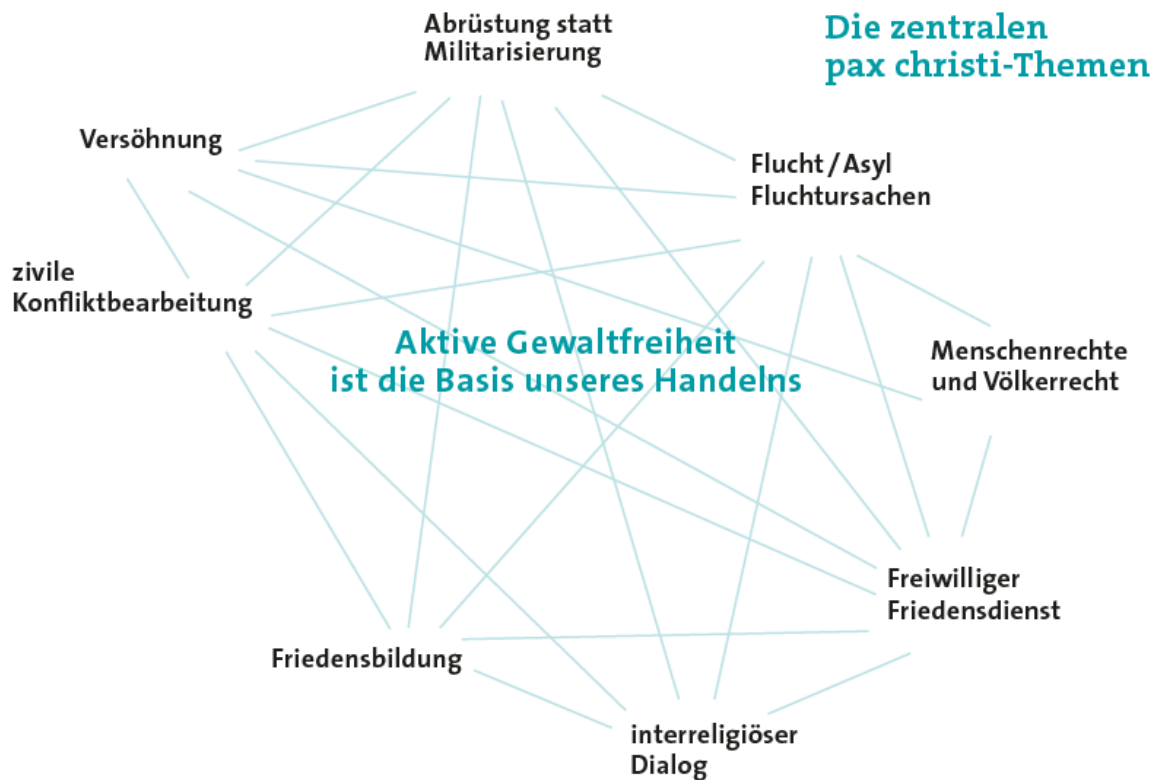 Die zentralen
pax christi-Themen
Abrüstung statt
Militarisierung
Versöhnung
Flucht / Asyl
Fluchtursachen
zivile
Konfliktbearbeitung
Aktive Gewaltfreiheit
ist die Basis unseres Handelns
Menschenrechte
und Völkerrecht
Freiwilliger
Friedensdienst
Friedensbildung
interreligiöser
Dialog